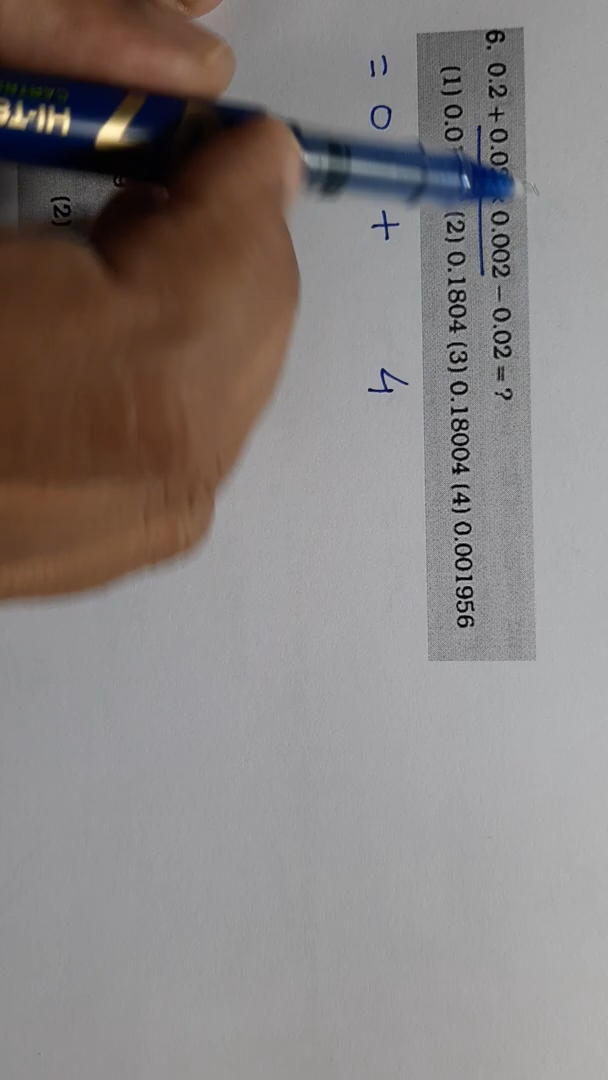 6. 0.2 + 0.0 0.002 – 0.02 = ?
(1) 0.0 (2) 0.1804 (3) 0.18004 (4) 0.001956
= 0 + 4
(2)
HI-TE